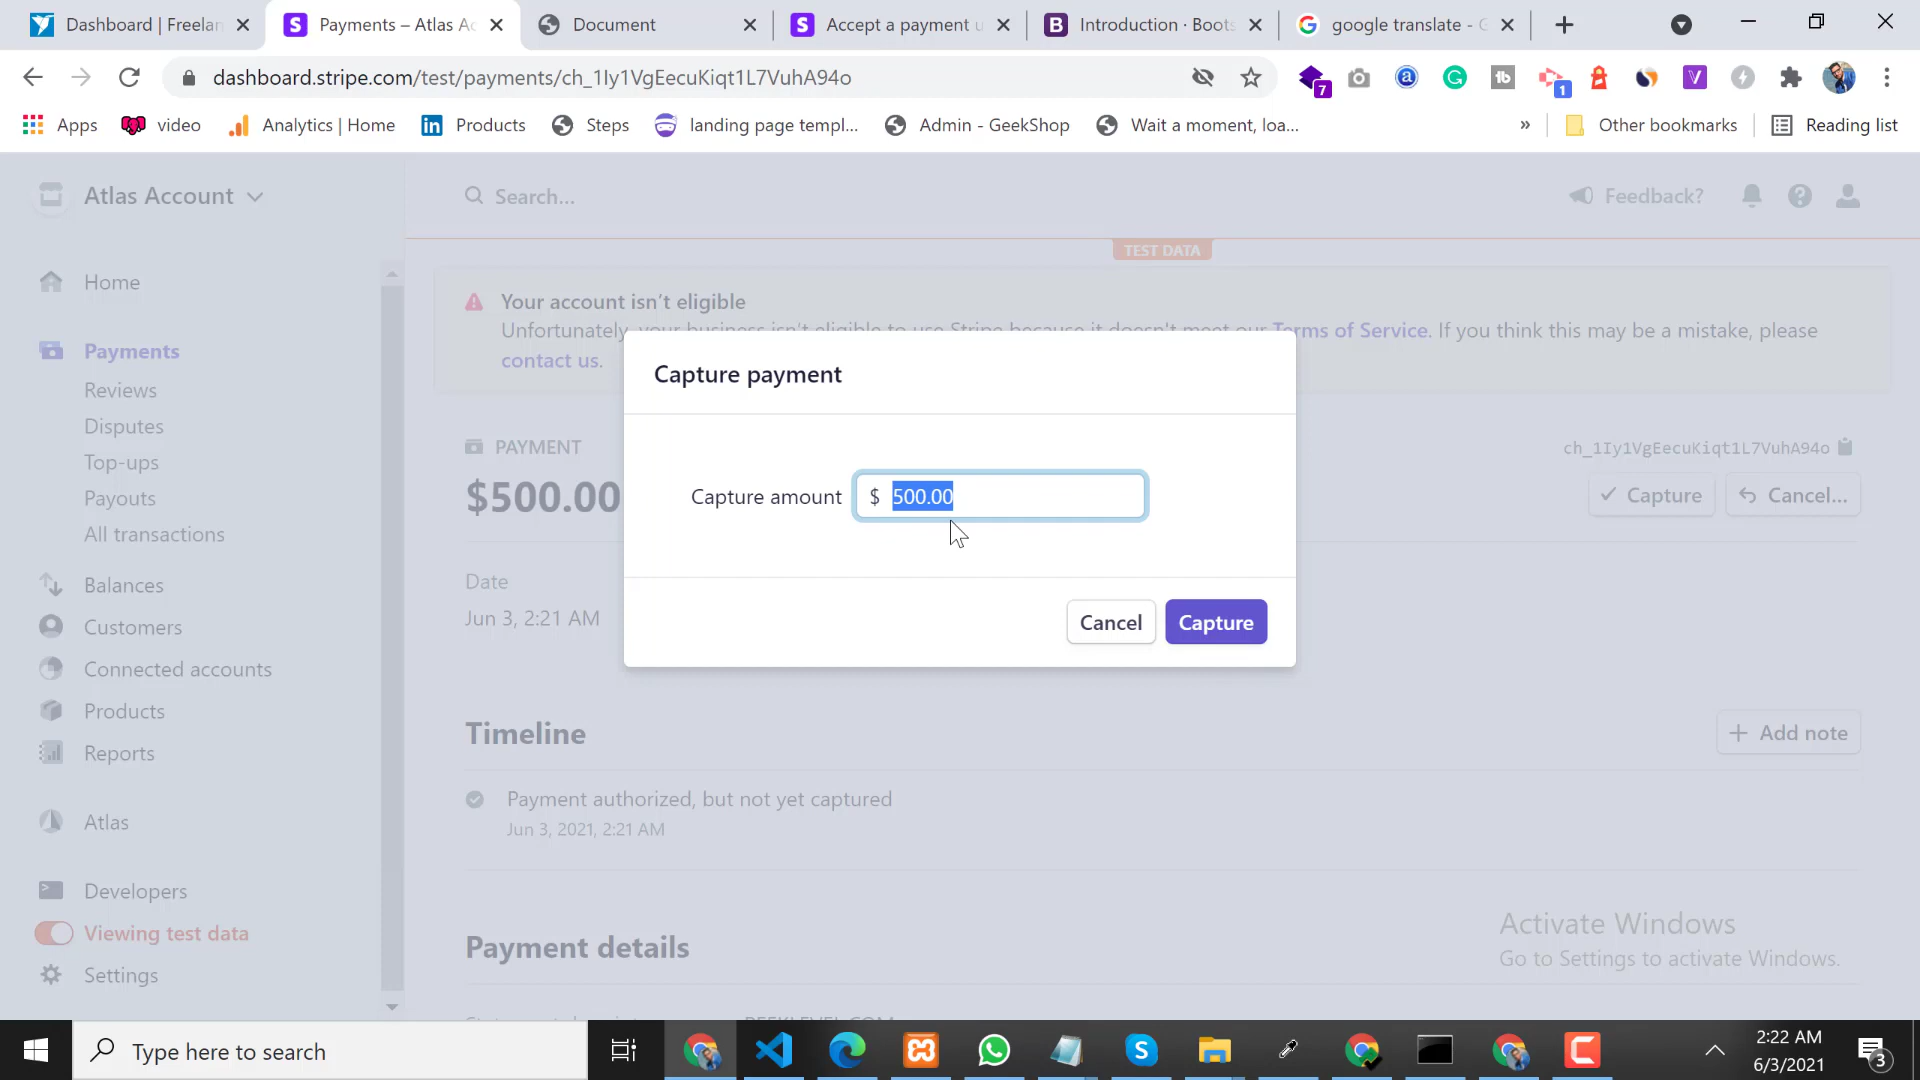 Dashboard | Freelan
Payments – Atlas Ac
Document
Accept a payment u
Introduction · Boots
google translate - G
dashboard.stripe.com/test/payments/ch_1Iy1VgEecuKiqt1L7VuhA94o
7
1
Apps
video
Analytics | Home
Products
Steps
landing page templ...
Admin - GeekShop
Wait a moment, loa...
»
Other bookmarks
Reading list
Atlas Account
Search...
Feedback?
TEST DATA
Home
Payments
Reviews
Disputes
Top-ups
Payouts
All transactions
Balances
Customers
Connected accounts
Products
Reports
Atlas
Developers
Viewing test data
Settings
Your account isn't eligible
Unfortunately, your business isn't eligible to use Stripe because it doesn't meet our Terms of Service. If you think this may be a mistake, please
contact us.
PAYMENT
ch_1Iy1VgEecuKiqt1L7VuhA94o
$500.00
Capture
Cancel...
Date
Jun 3, 2:21 AM
Capture payment
Capture amount
$ 500.00
Cancel
Capture
Timeline
Add note
Payment authorized, but not yet captured
Jun 3, 2021, 2:21 AM
Payment details
Activate Windows
Go to Settings to activate Windows.
Type here to search
2:22 AM
6/3/2021
3